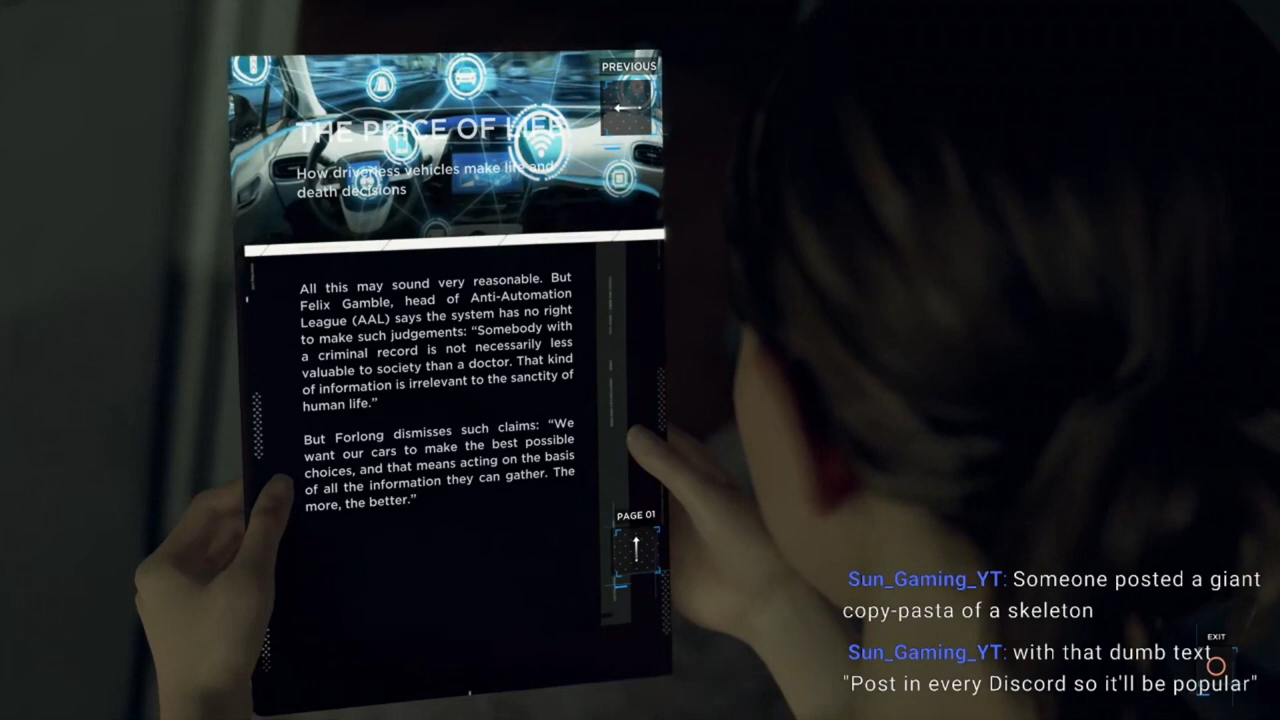 PREVIOUS
THE PRICE OF LIFE
How driverless vehicles make life and
death decisions
All this may sound very reasonable. But
Felix Gamble, head of Anti-Automation
League (AAL) says the system has no right
to make such judgements: “Somebody with
a criminal record is not necessarily less
valuable to society than a doctor. That kind
of information is irrelevant to the sanctity of
human life.”
But Forlong dismisses such claims: “We
want our cars to make the best possible
choices, and that means acting on the basis
of all the information they can gather. The
more, the better.”
PAGE 01
Sun_Gaming_YT: Someone posted a giant
copy-pasta of a skeleton
EXIT
Sun_Gaming_YT: with that dumb text
"Post in every Discord so it'll be popular"